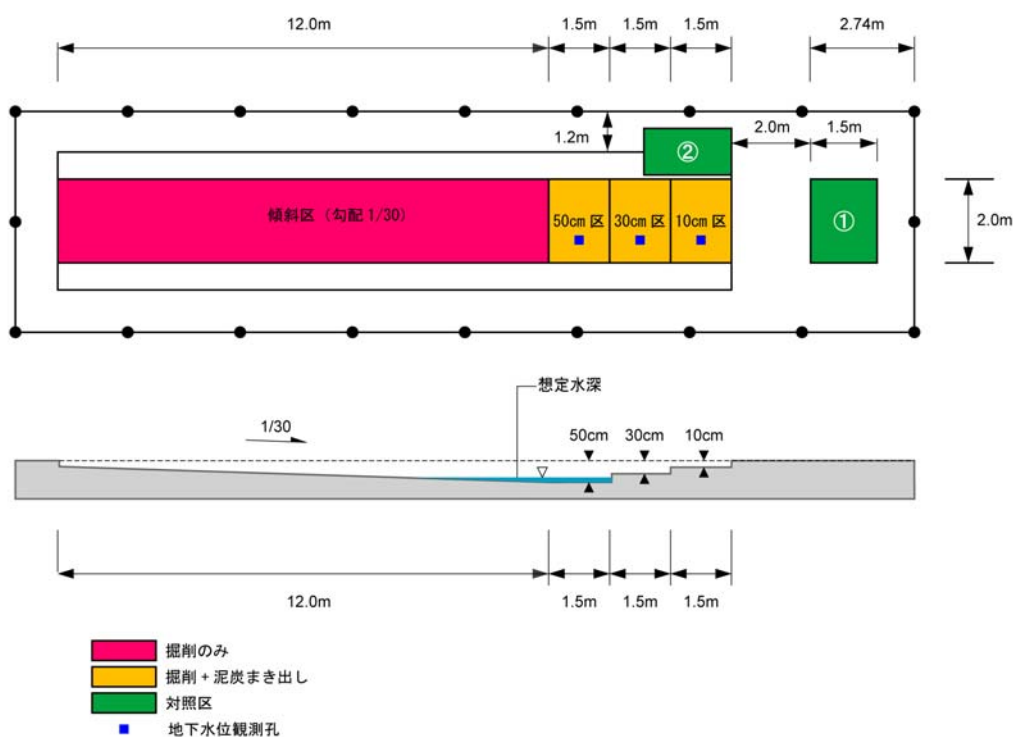 12.0m
1.5m
1.5m
1.5m
2.74m
1.2m
2.0m
1.5m
②
傾斜区（勾配 1/30）
50cm 区
30cm 区
10cm 区
①
2.0m
想定水深
1/30
50cm
30cm
10cm
12.0m
1.5m
1.5m
1.5m
掘削のみ
掘削 + 泥炭まき出し
対照区
地下水位観測孔